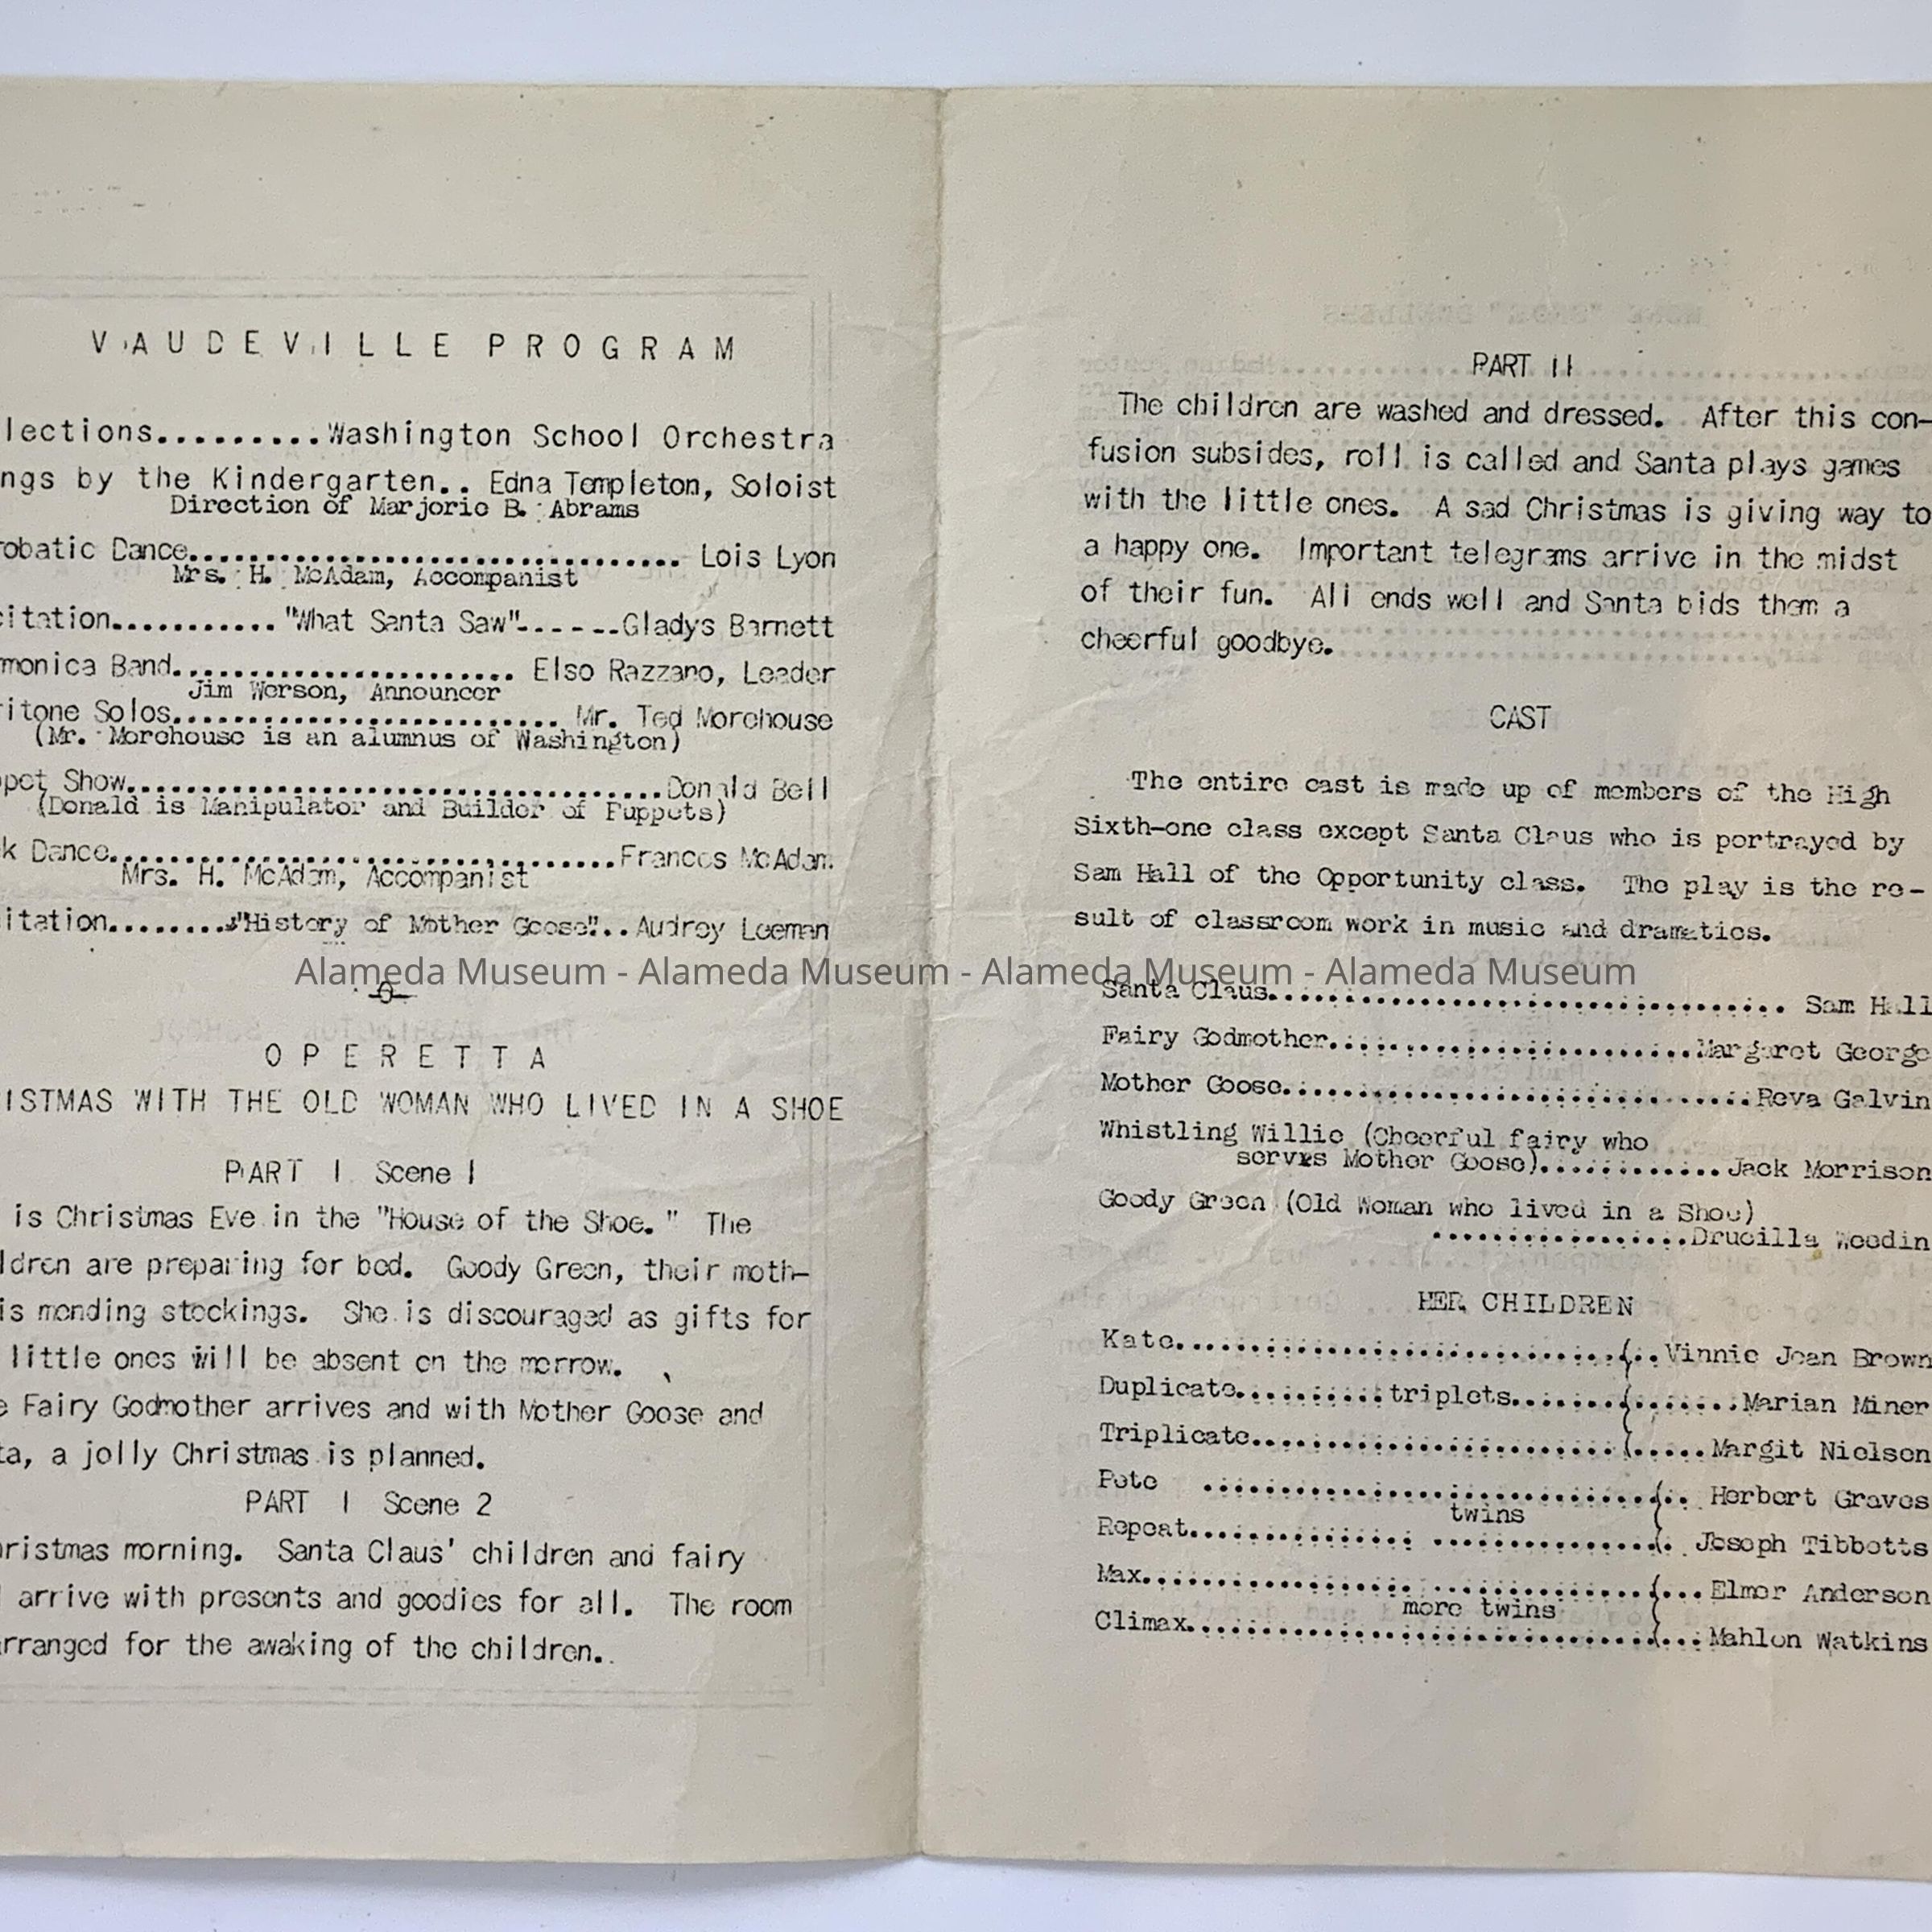 VAUDEVILLE PROGRAM
lections.........Washington School Orchestra
ngs by the Kindergarten.. Edna Templeton, Soloist
Direction of Marjorie B. Abrams
robatic Dance................................ Lois Lyon
Mrs. H. McAdam, Accompanist
citation........... "What Santa Saw"------Gladys Barnett
rmonica Band...................... Elso Razzano, Leader
Jim Werson, Announcer
ritone Solos.......................... Mr. Ted Morehouse
(Mr. Morehouse is an alumnus of Washington)
ppet Show...................................Donald Bell
(Donald is Manipulator and Builder of Puppets)
k Dance.................................Frances McAdam
Mrs. H. McAdam, Accompanist
itation........"History of Mother Goose"...Audrey Leeman
-0-
OPERETTA
ISTMAS WITH THE OLD WOMAN WHO LIVED IN A SHOE
PART I Scene I
is Christmas Eve in the "House of the Shoe." The
ldren are preparing for bed. Goody Green, their moth-
is mending stockings. She is discouraged as gifts for
little ones will be absent on the morrow.
e Fairy Godmother arrives and with Mother Goose and
ta, a jolly Christmas is planned.
PART I Scene 2
hristmas morning. Santa Claus' children and fairy
arrive with presents and goodies for all. The room
arranged for the awaking of the children.
PART II
The children are washed and dressed. After this con-
fusion subsides, roll is called and Santa plays games
with the little ones. A sad Christmas is giving way to
a happy one. Important telegrams arrive in the midst
of their fun. All ends well and Santa bids them a
cheerful goodbye.
CAST
The entire cast is made up of members of the High
Sixth-one class except Santa Claus who is portrayed by
Sam Hall of the Opportunity class. The play is the re-
sult of classroom work in music and dramatics.
Alameda Museum - Alameda Museum - Alameda Museum - Alameda Museum
Santa Claus................................... Sam Hall
Fairy Godmother........................Margaret George
Mother Goose...............................Reva Galvin
Whistling Willie (Cheerful fairy who
serves Mother Goose)............Jack Morrison
Goody Green (Old Woman who lived in a Shoe)
.................Drucilla Weedin
HER CHILDREN
Kate..............................(..Vinnie Jean Brown
Duplicate..........triplets........(.......Marian Miner
Triplicate.........................(.....Margit Nielsen
Pete ..............................(.. Herbert Graves
twins
Repeat............... ...............(. Joseph Tibbetts
Max.................. ...............(...Elmer Anderson
more twins
Climax...............................(...Mahlon Watkins